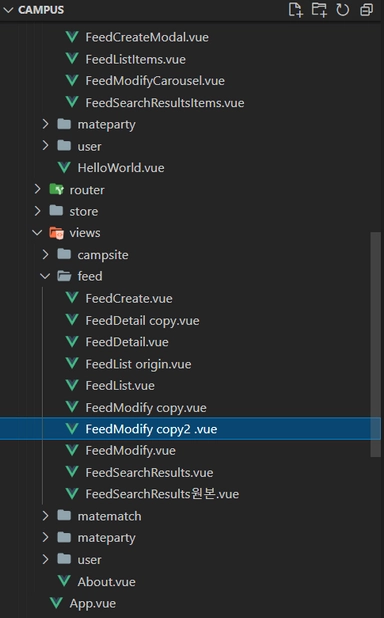 CAMPUS
FeedCreateModal.vue
FeedListItems.vue
FeedModifyCarousel.vue
FeedSearchResultsItems.vue
mateparty
user
HelloWorld.vue
router
store
views
campsite
feed
FeedCreate.vue
FeedDetail copy.vue
FeedDetail.vue
FeedList origin.vue
FeedList.vue
FeedModify copy.vue
FeedModify copy2 .vue
FeedModify.vue
FeedSearchResults.vue
FeedSearchResults원본.vue
matematch
mateparty
user
About.vue
App.vue